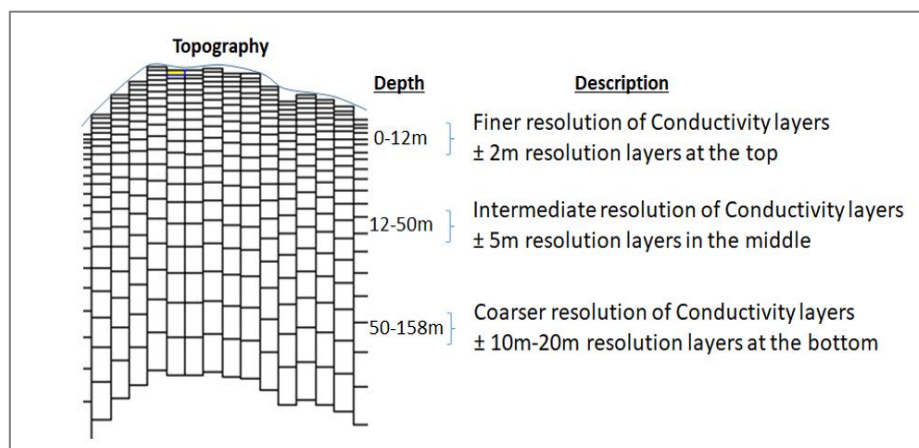 Topography
Depth
Description
0-12m
Finer resolution of Conductivity layers
± 2m resolution layers at the top
12-50m
Intermediate resolution of Conductivity layers
± 5m resolution layers in the middle
50-158m
Coarser resolution of Conductivity layers
± 10m-20m resolution layers at the bottom